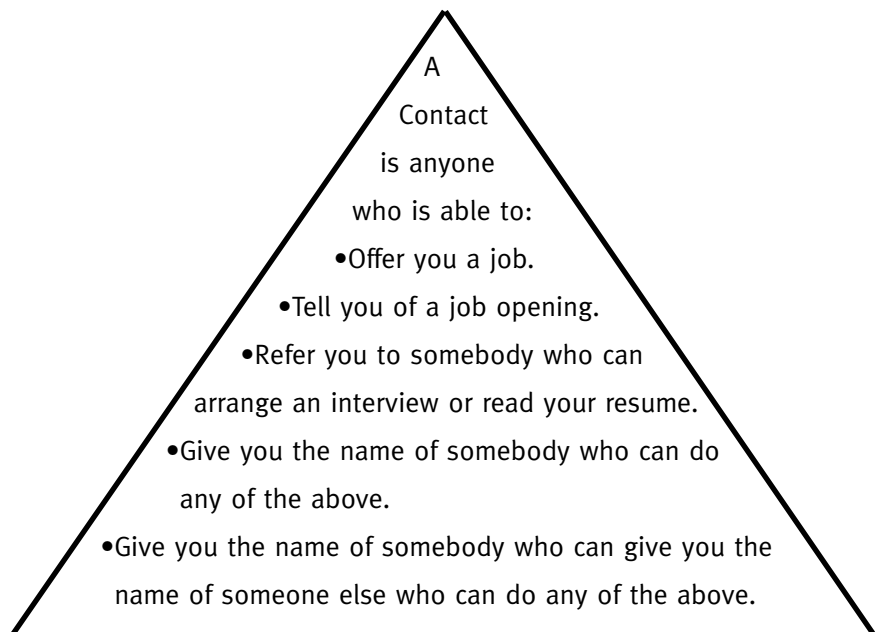 A
Contact
is anyone
who is able to:
•Offer you a job.
•Tell you of a job opening.
•Refer you to somebody who can
arrange an interview or read your resume.
•Give you the name of somebody who can do
any of the above.
•Give you the name of somebody who can give you the
name of someone else who can do any of the above.